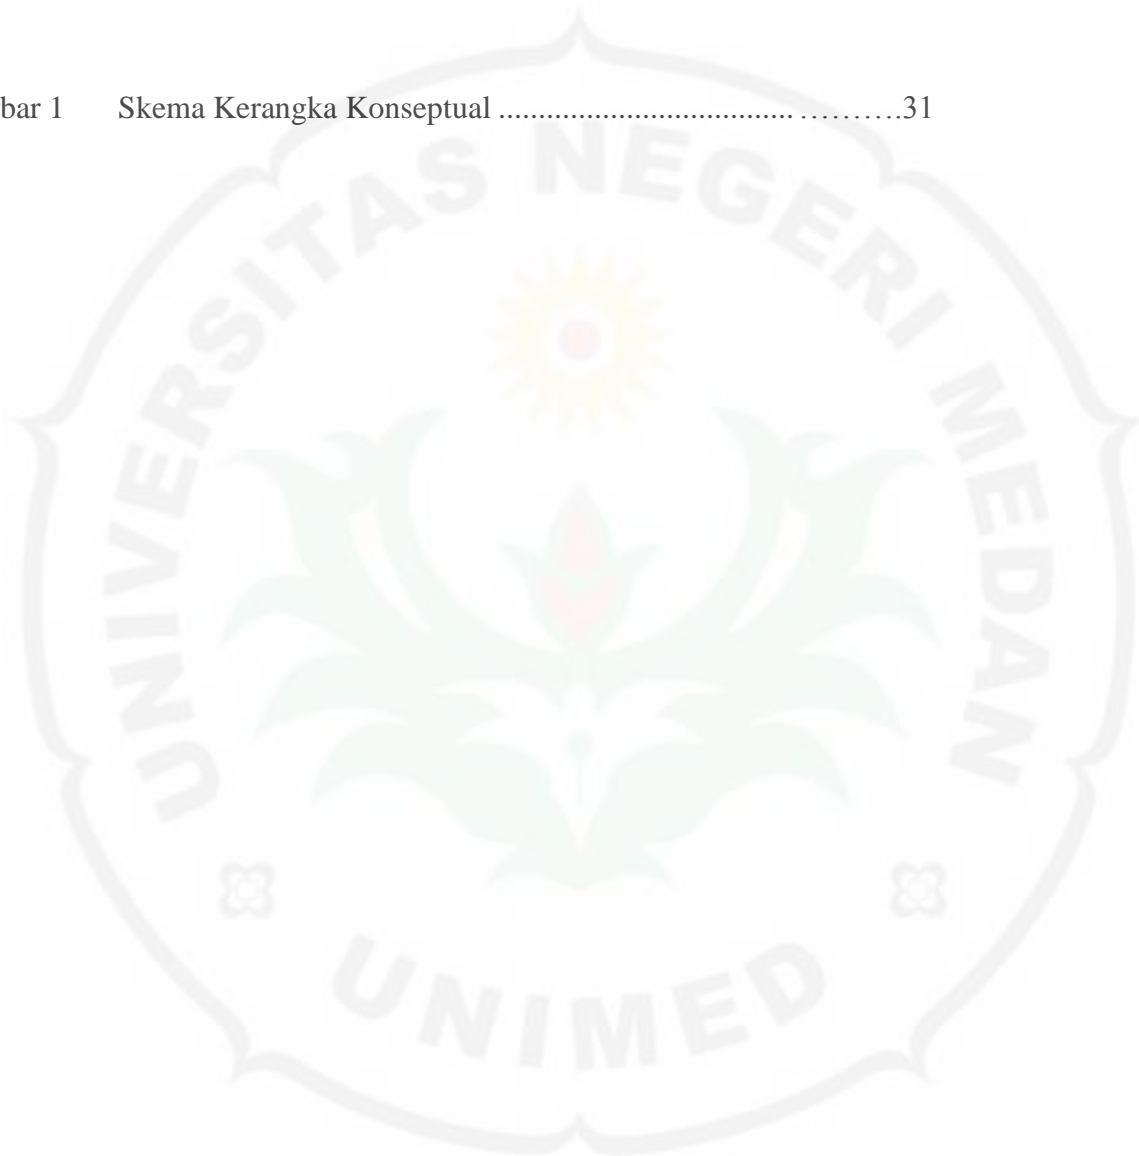 bar 1 Skema Kerangka Konseptual ..................................... ..........31
UNIVERSITAS NEGERI MEDAN
UNIMED